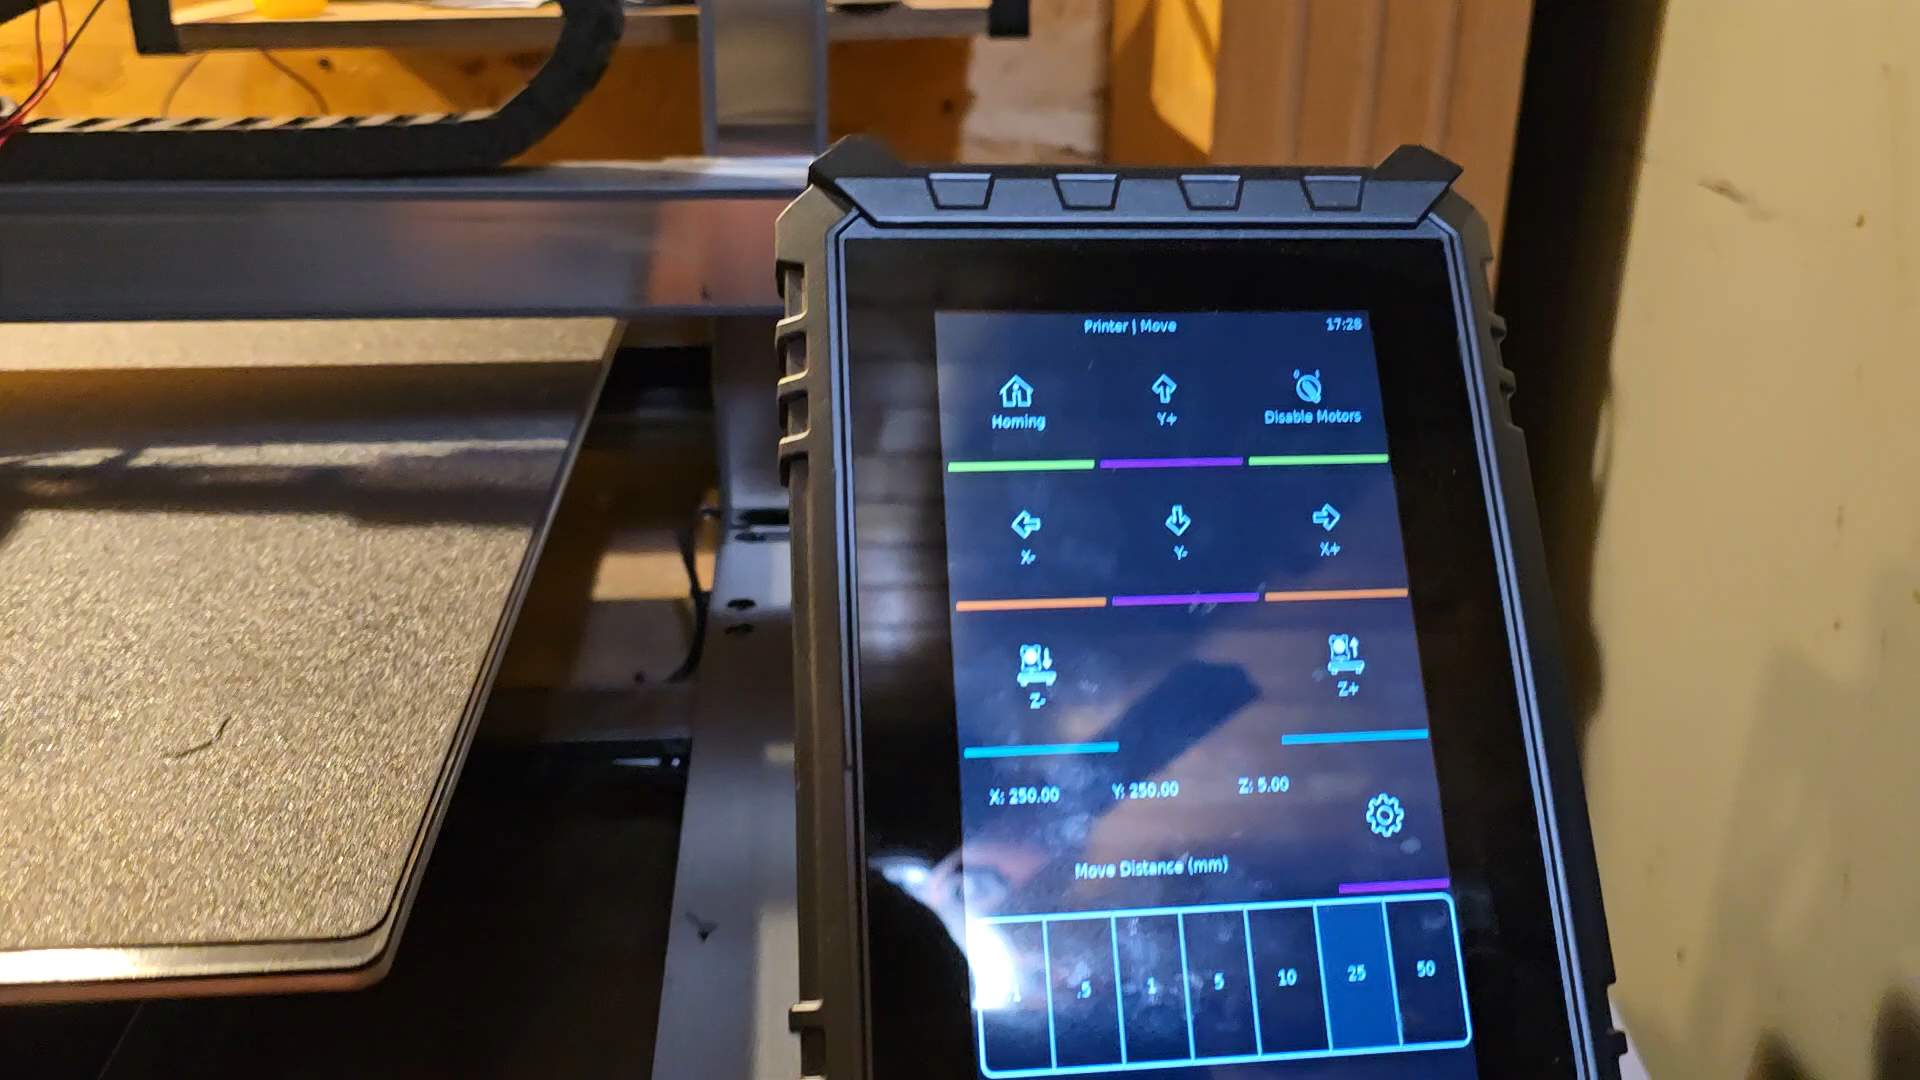 Printer | Move 17:28
Homing Y+ Disable Motors
X- Y- X+
Z- Z+
X: 250.00 Y: 250.00 Z: 5.00
Move Distance (mm)
.5 1 5 10 25 50